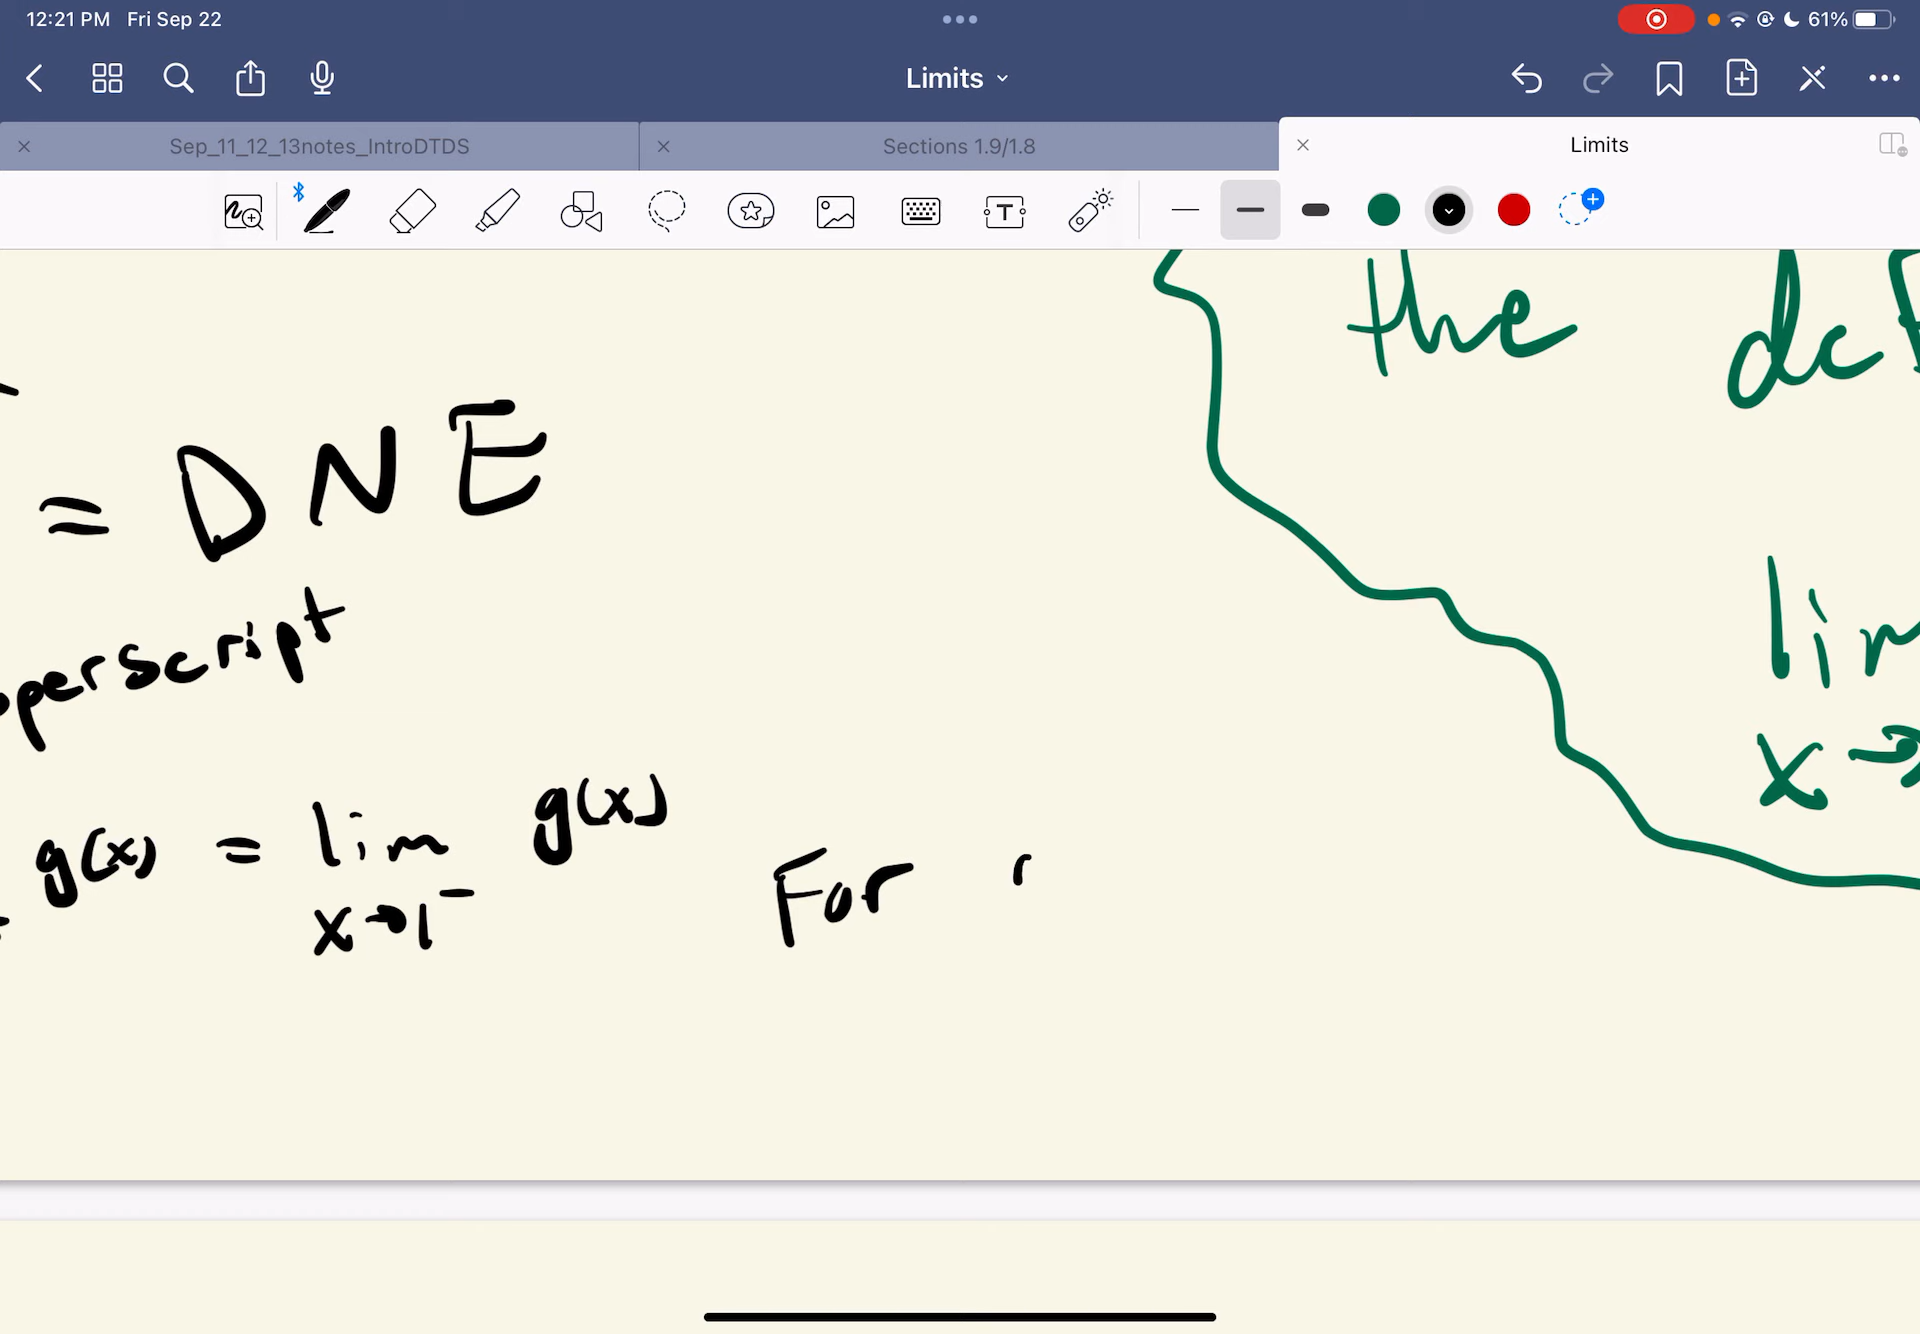 12:21 PM Fri Sep 22
61%
Limits
Sep_11_12_13notes_IntroDTDS
Sections 1.9/1.8
Limits
T
the
= DNE
perscript
lim
x→
g(x) = lim g(x)
x→1⁻
For